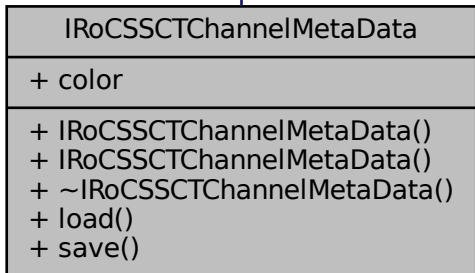 IRoCSSCTChannelMetaData
+ color
+ IRoCSSCTChannelMetaData()
+ IRoCSSCTChannelMetaData()
+ ~IRoCSSCTChannelMetaData()
+ load()
+ save()